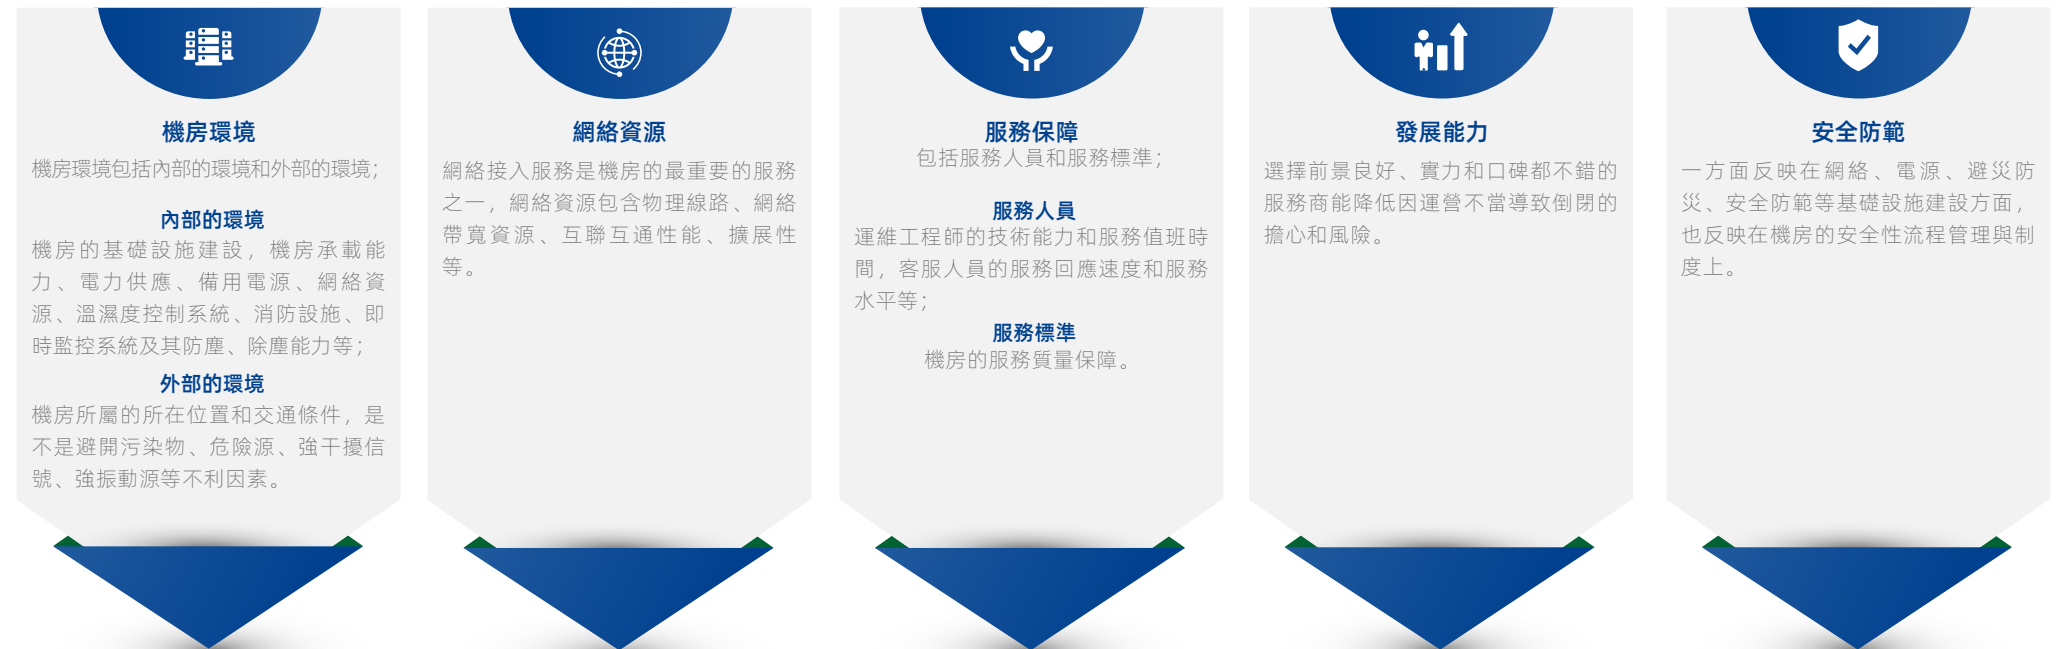 機房環境
機房環境包括內部的環境和外部的環境；
內部的環境
機房的基礎設施建設，機房承載能
力、電力供應、備用電源、網絡資
源、溫濕度控制系統、消防設施、即
時監控系統及其防塵、除塵能力等；
外部的環境
機房所屬的所在位置和交通條件，是
不是避開污染物、危險源、強干擾信
號、強振動源等不利因素。
網絡資源
網絡接入服務是機房的最重要的服務
之一，網絡資源包含物理線路、網絡
帶寬資源、互聯互通性能、擴展性
等。
服務保障
包括服務人員和服務標準；
服務人員
運維工程師的技術能力和服務值班時
間，客服人員的服務回應速度和服務
水平等；
服務標準
機房的服務質量保障。
發展能力
選擇前景良好、實力和口碑都不錯的
服務商能降低因運營不當導致倒閉的
擔心和風險。
安全防範
一方面反映在網絡、電源、避災防
災、安全防範等基礎設施建設方面，
也反映在機房的安全性流程管理與制
度上。